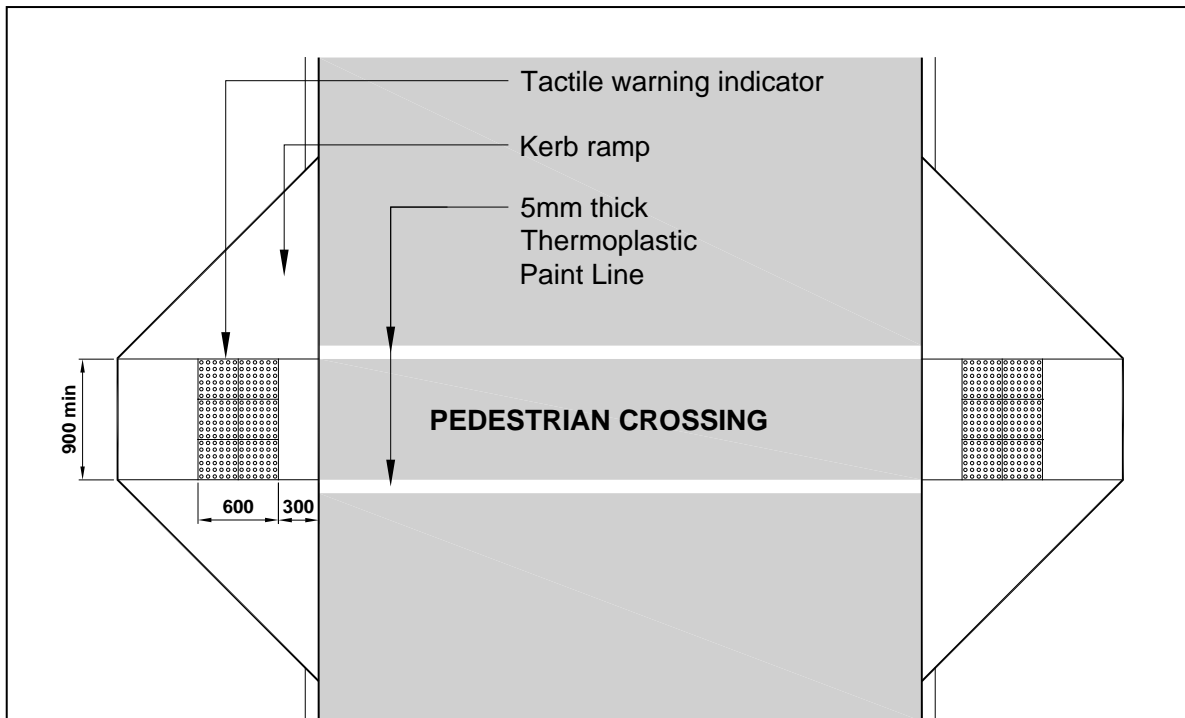 Tactile warning indicator
Kerb ramp
5mm thick
Thermoplastic
Paint Line
PEDESTRIAN CROSSING
900 min
600
300